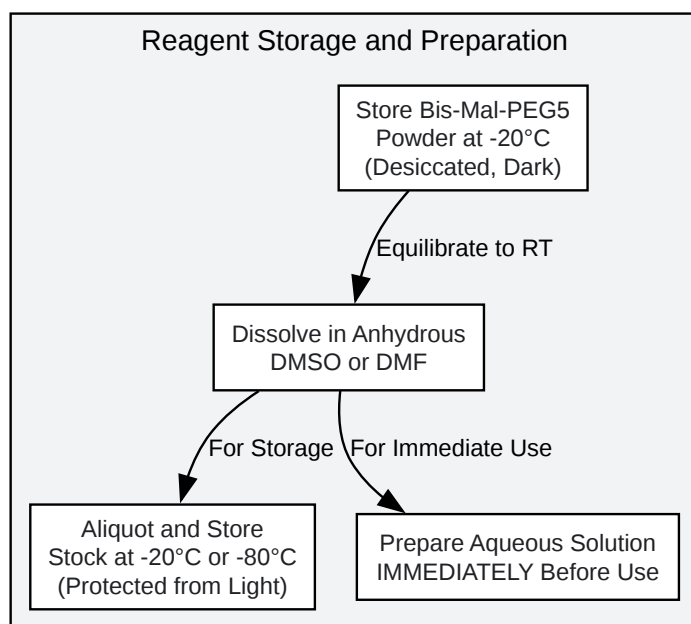 Reagent Storage and Preparation
Store Bis-Mal-PEG5
Powder at -20°C
(Desiccated, Dark)
Equilibrate to RT
Dissolve in Anhydrous
DMSO or DMF
For Storage
For Immediate Use
Aliquot and Store
Stock at -20°C or -80°C
(Protected from Light)
Prepare Aqueous Solution
IMMEDIATELY Before Use